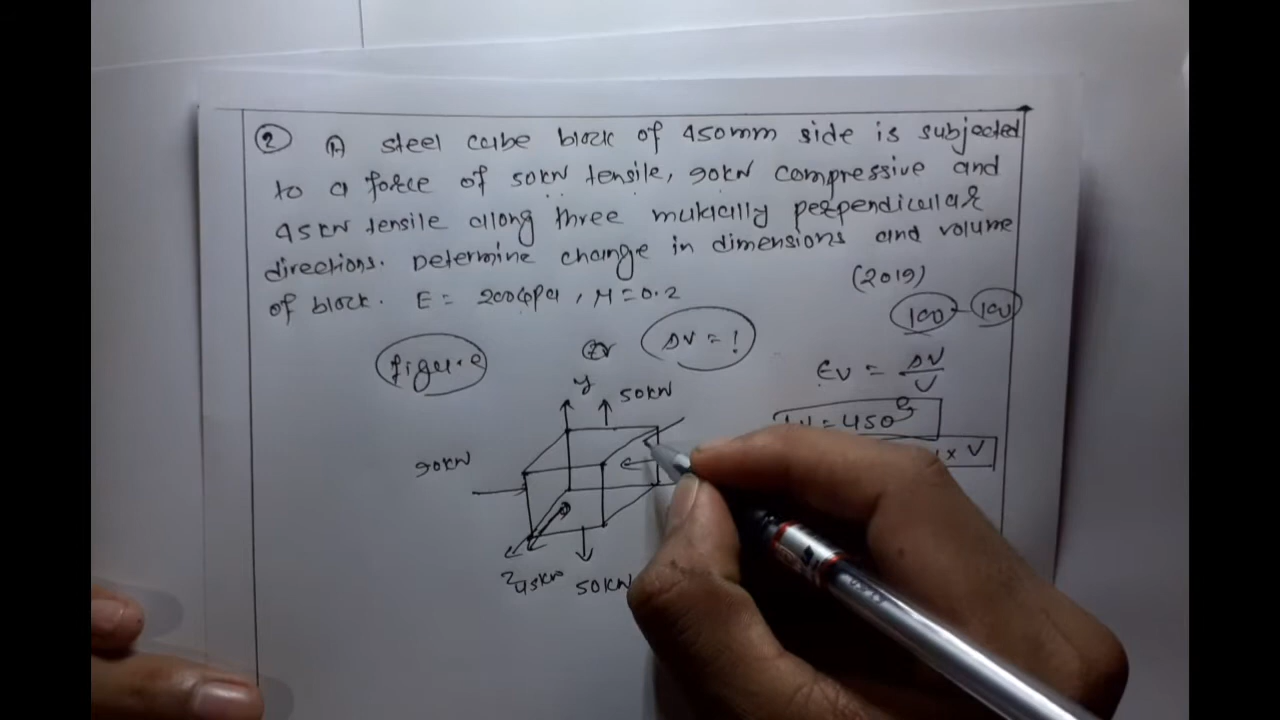 ② A steel cube block of 450mm side is subjected
to a force of 50kN tensile, 90kN compressive and
45kN tensile along three mutually perpendicular
directions. Determine change in dimensions and volume
of block. E = 200Gpa, μ = 0.2
(2019)
100 - 100
figure
ΔV = !
εv = ΔV/V
y
50kN
= 450³
90kN
× V
z
45kN
50kN